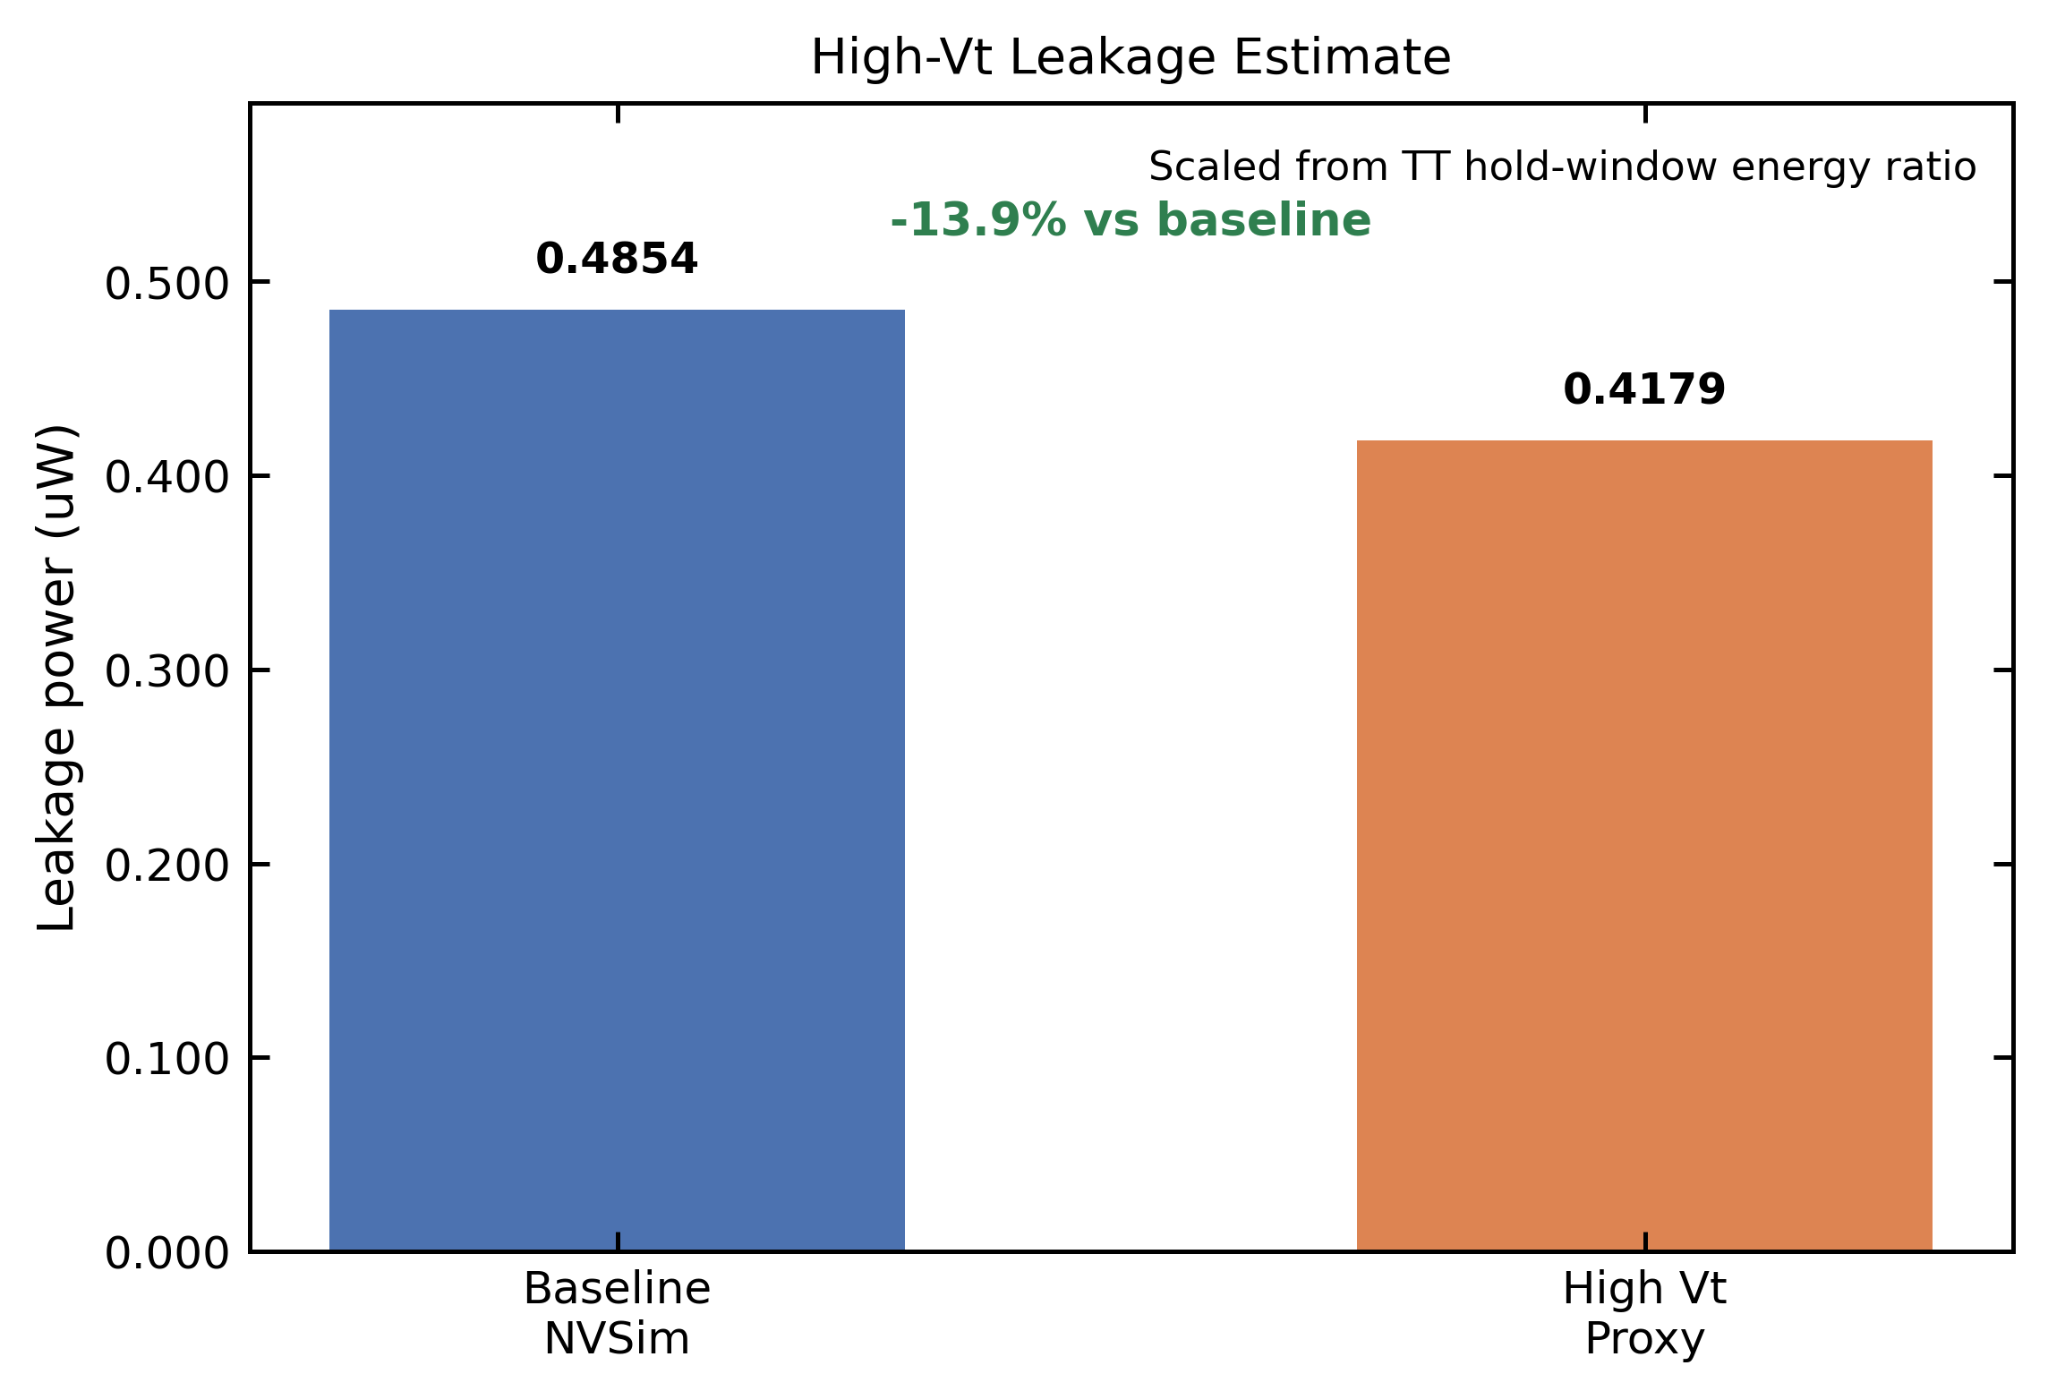 High-Vt Leakage Estimate
Scaled from TT hold-window energy ratio
-13.9% vs baseline
0.4854
0.4179
Leakage power (uW)
0.500
0.400
0.300
0.200
0.100
0.000
Baseline
NVSim
High Vt
Proxy